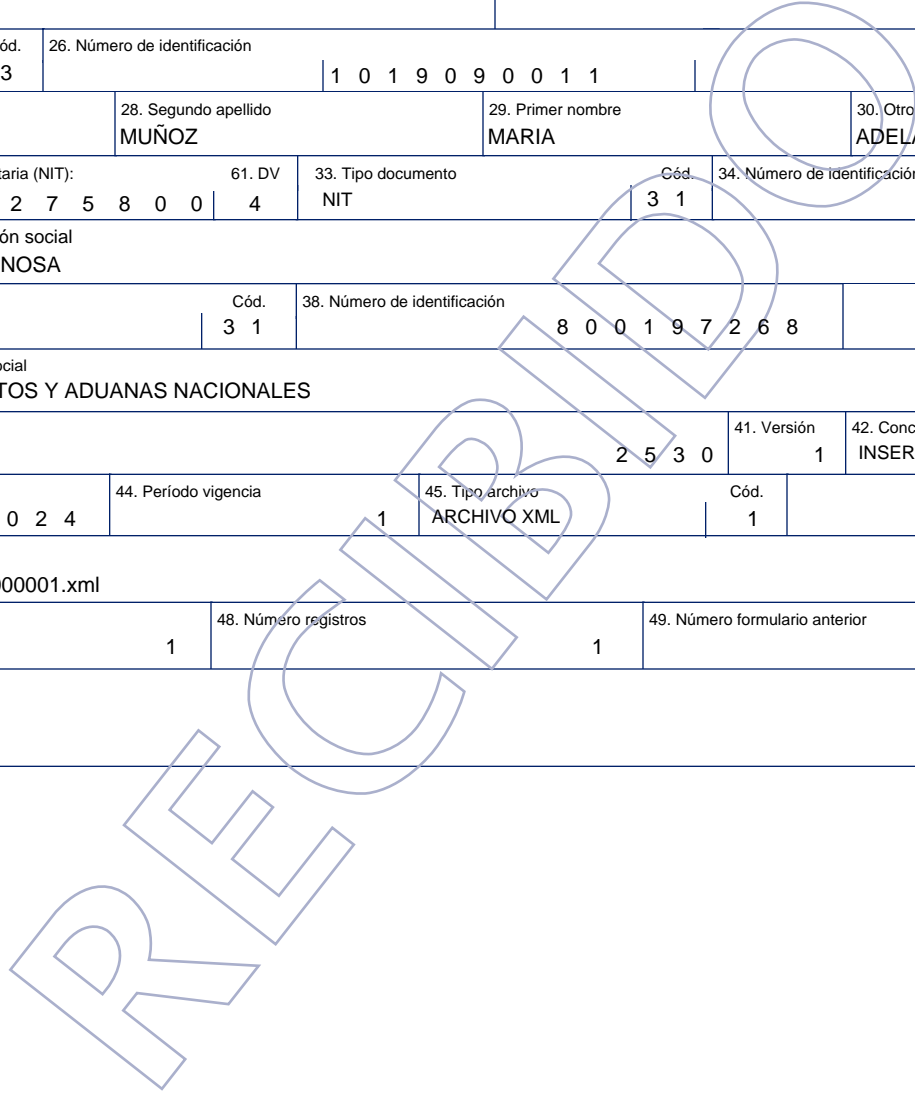 ód. 26. Número de identificación
3 1 0 1 9 0 9 0 0 1 1
28. Segundo apellido 29. Primer nombre 30. Otro
MUÑOZ MARIA ADELA
taria (NIT): 61. DV 33. Tipo documento Cód. 34. Número de identificación
2 7 5 8 0 0 4 NIT 3 1
ón social
NOSA
Cód. 38. Número de identificación
3 1 8 0 0 1 9 7 2 6 8
ocial
TOS Y ADUANAS NACIONALES
41. Versión 42. Conc
2 5 3 0 1 INSER
44. Período vigencia 45. Tipo archivo Cód.
0 2 4 1 ARCHIVO XML 1
000001.xml
48. Número registros 49. Número formulario anterior
1 1
RECIBIDO